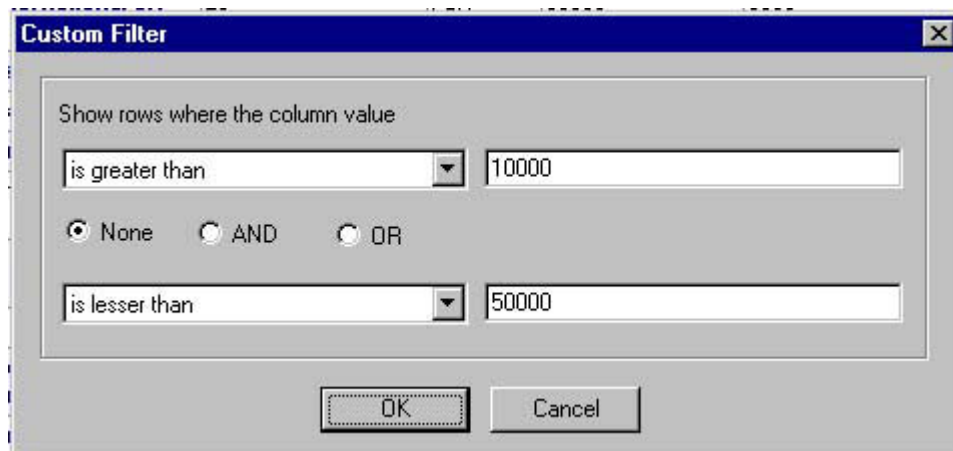 Custom Filter
Show rows where the column value
is greater than 10000
None AND OR
is lesser than 50000
OK Cancel